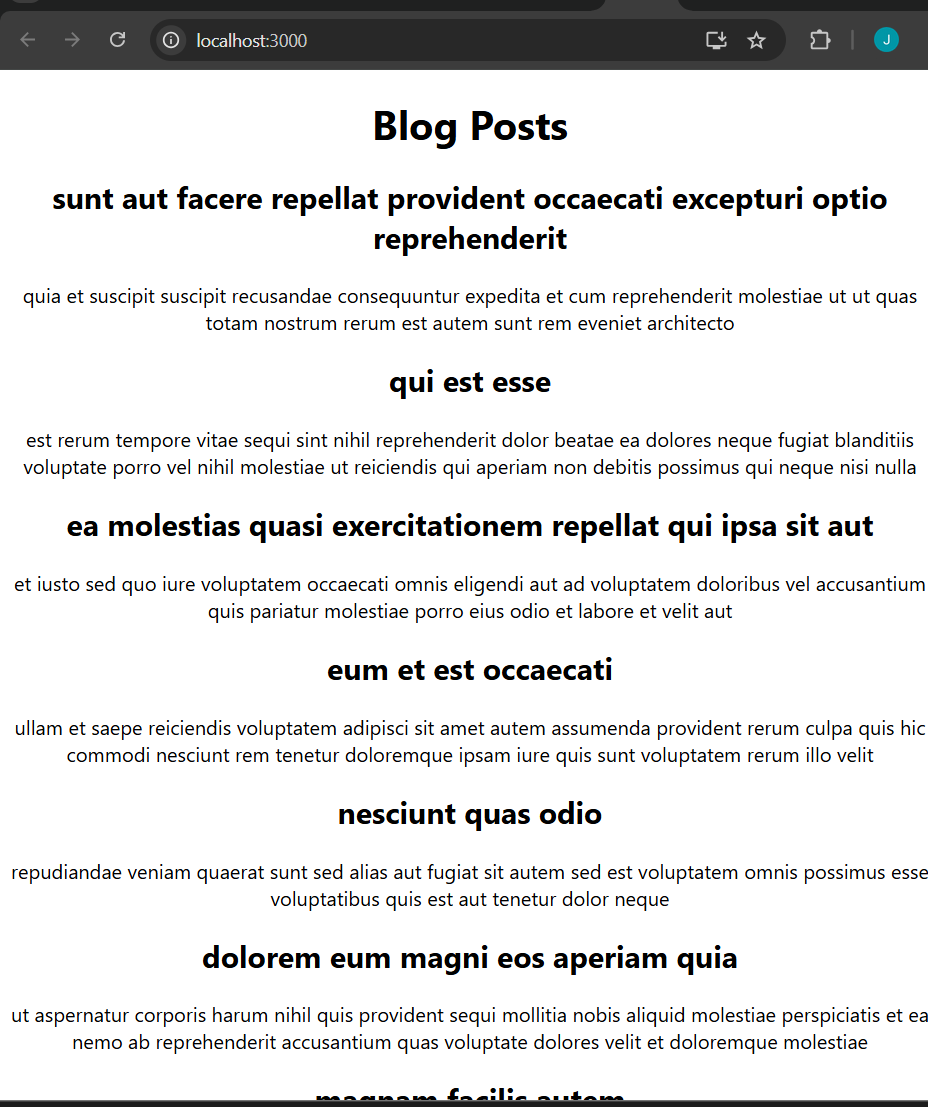 localhost:3000
J
Blog Posts
sunt aut facere repellat provident occaecati excepturi optio
reprehenderit
quia et suscipit suscipit recusandae consequuntur expedita et cum reprehenderit molestiae ut ut quas
totam nostrum rerum est autem sunt rem eveniet architecto
qui est esse
est rerum tempore vitae sequi sint nihil reprehenderit dolor beatae ea dolores neque fugiat blanditiis
voluptate porro vel nihil molestiae ut reiciendis qui aperiam non debitis possimus qui neque nisi nulla
ea molestias quasi exercitationem repellat qui ipsa sit aut
et iusto sed quo iure voluptatem occaecati omnis eligendi aut ad voluptatem doloribus vel accusantium
quis pariatur molestiae porro eius odio et labore et velit aut
eum et est occaecati
ullam et saepe reiciendis voluptatem adipisci sit amet autem assumenda provident rerum culpa quis hic
commodi nesciunt rem tenetur doloremque ipsam iure quis sunt voluptatem rerum illo velit
nesciunt quas odio
repudiandae veniam quaerat sunt sed alias aut fugiat sit autem sed est voluptatem omnis possimus esse
voluptatibus quis est aut tenetur dolor neque
dolorem eum magni eos aperiam quia
ut aspernatur corporis harum nihil quis provident sequi mollitia nobis aliquid molestiae perspiciatis et ea
nemo ab reprehenderit accusantium quas voluptate dolores velit et doloremque molestiae
magnam facilis autem